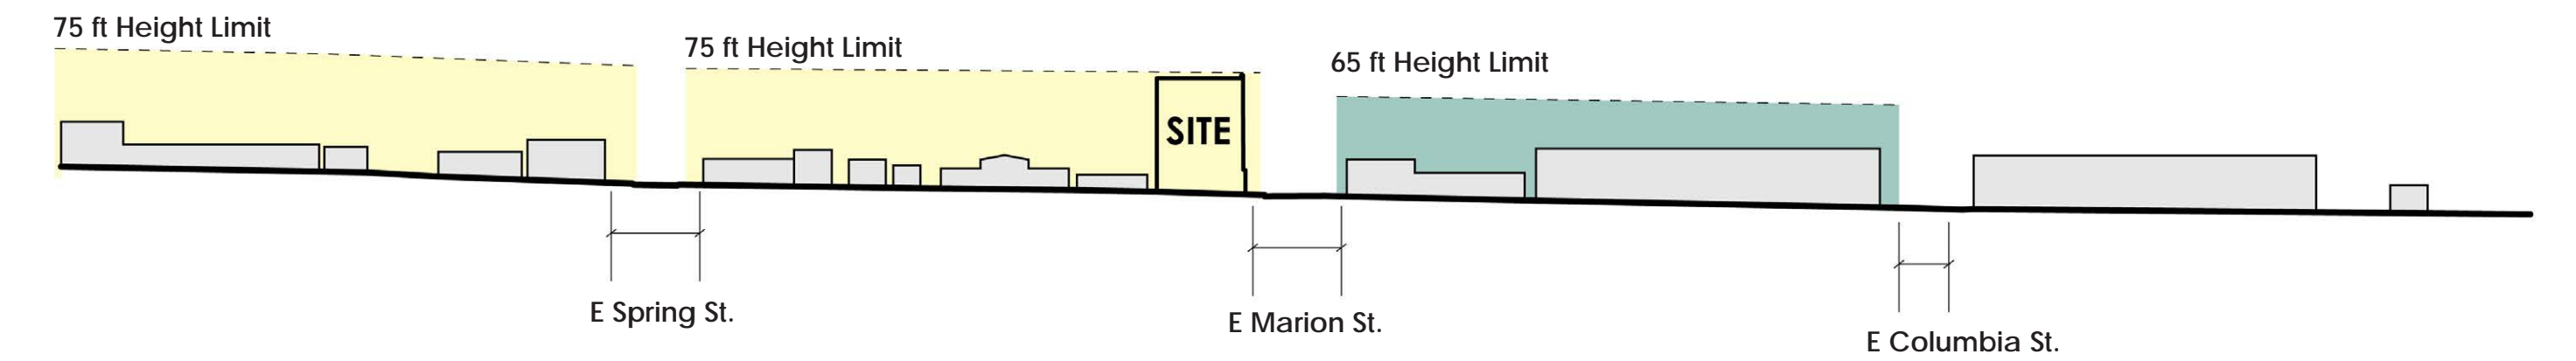 75 ft Height Limit
75 ft Height Limit
65 ft Height Limit
SITE
E Spring St.
E Marion St.
E Columbia St.